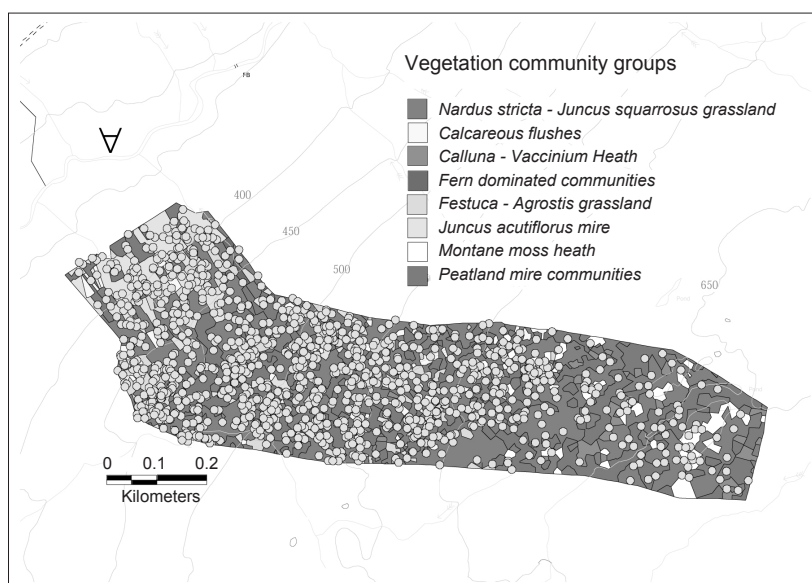 FB
Vegetation community groups
Nardus stricta - Juncus squarrosus grassland
Calcareous flushes
Calluna - Vaccinium Heath
Fern dominated communities
Festuca - Agrostis grassland
Juncus acutiflorus mire
Montane moss heath
Peatland mire communities
400
450
500
650
0 0.1 0.2
Kilometers